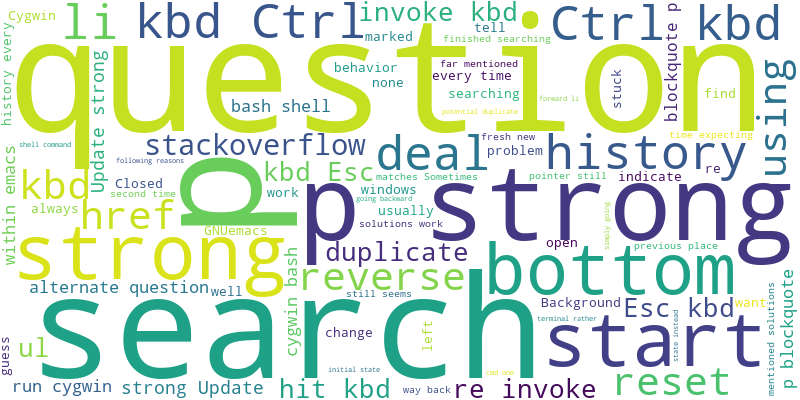 Cygwin
li
kbd Ctrl
invoke kbd
tell
Ctrl kbd
marked
finished searching
question
history every
behavior
none
far mentioned
every time
searching
potential duplicate
forward li
stuck
find
blockquote p
using
Update strong
bash shell
stackoverflow
shell command
following reasons
deal
fresh new
problem
history
time expecting
within emacs
kbd
Closed
second time
always
href
GNUemacs
p
kbd Esc
work
matches Sometimes
windows
going backward
usually
solutions work
p strong
pointer still
indicate
re
simply going
strong
alternate question
well
cygwin bash
duplicate
reverse
still seems
open
previous place
bottom
Background
Esc kbd
want
terminal rather
state instead
mentioned solutions
p blockquote
guess
ul
search
change
initial state
left
start
cmd one
run cygwin
strong Update
hit kbd
way back
re invoke
reset